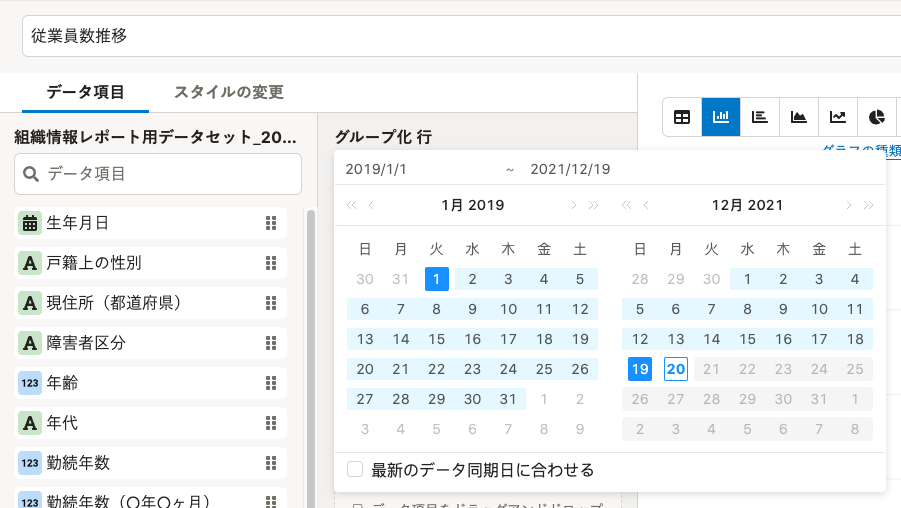 従業員数推移
データ項目
スタイルの変更
組織情報レポート用データセット_20...
データ項目
生年月日
A 戸籍上の性別
A 現住所（都道府県）
A 障害者区分
123 年齢
A 年代
123 勤続年数
123 勤続年数（〇年〇ヶ月）
グループ化 行
グラフの種類
2019/1/1 ~ 2021/12/19
1月 2019
日 月 火 水 木 金 土
30 31 1 2 3 4 5
6 7 8 9 10 11 12
13 14 15 16 17 18 19
20 21 22 23 24 25 26
27 28 29 30 31 1 2
3 4 5 6 7 8 9
12月 2021
日 月 火 水 木 金 土
28 29 30 1 2 3 4
5 6 7 8 9 10 11
12 13 14 15 16 17 18
19 20 21 22 23 24 25
26 27 28 29 30 31 1
2 3 4 5 6 7 8
最新のデータ同期日に合わせる
データ項目をドラッグアンドドロップ